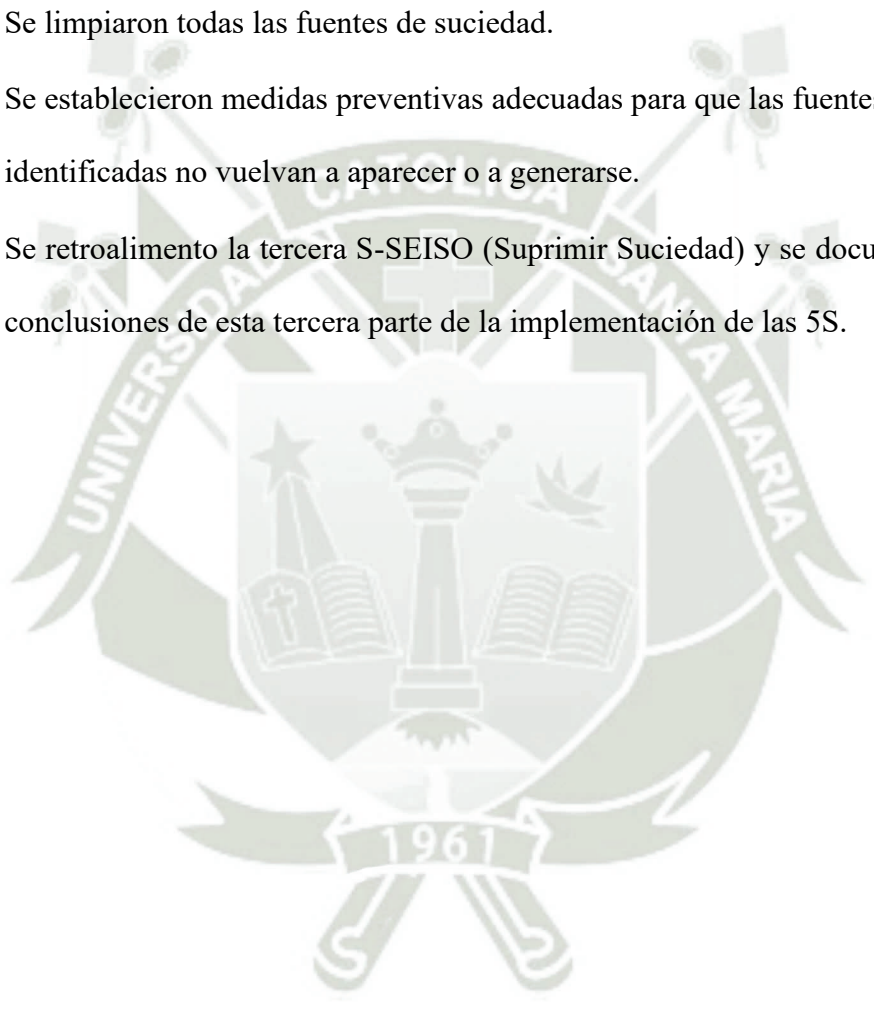 Se limpiaron todas las fuentes de suciedad.
Se establecieron medidas preventivas adecuadas para que las fuentes
identificadas no vuelvan a aparecer o a generarse.
Se retroalimento la tercera S-SEISO (Suprimir Suciedad) y se docu
conclusiones de esta tercera parte de la implementación de las 5S.
UNIVERSIDAD CATOLICA SANTA MARIA
1961